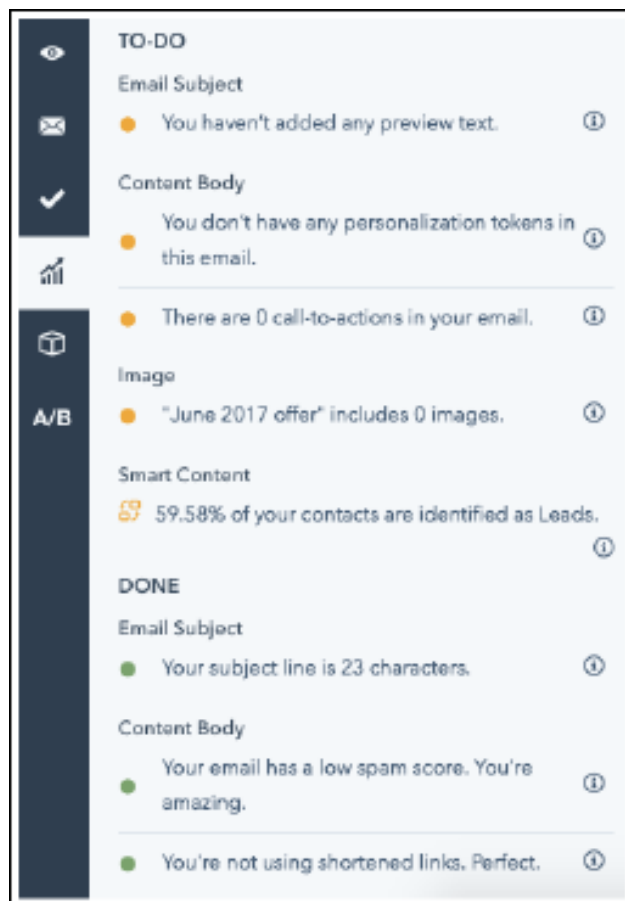 TO-DO
Email Subject
You haven't added any preview text.
Content Body
You don't have any personalization tokens in
this email.
There are 0 call-to-actions in your email.
Image
A/B
"June 2017 offer" includes 0 images.
Smart Content
59.58% of your contacts are identified as Leads.
DONE
Email Subject
Your subject line is 23 characters.
Content Body
Your email has a low spam score. You're
amazing.
You're not using shortened links. Perfect.